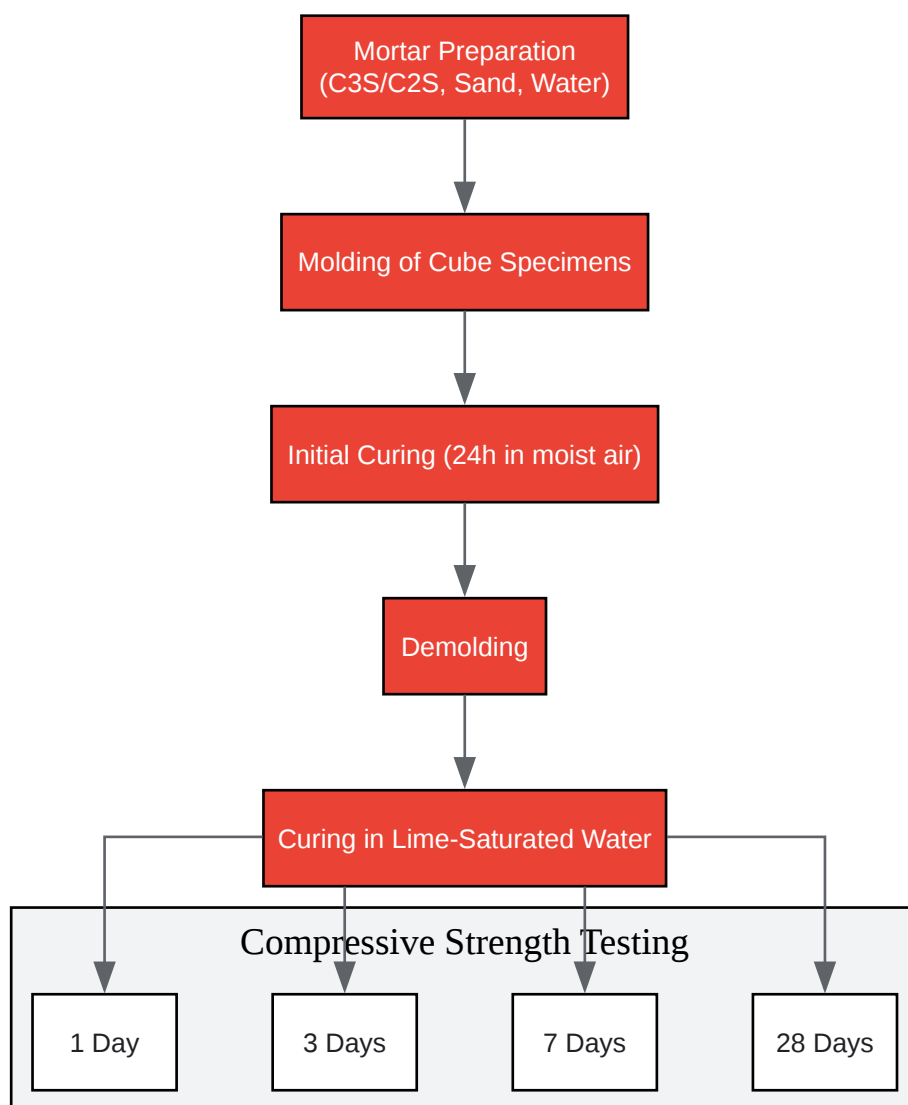 Mortar Preparation
(C3S/C2S, Sand, Water)
Molding of Cube Specimens
Initial Curing (24h in moist air)
Demolding
Curing in Lime-Saturated Water
Compressive Strength Testing
1 Day
3 Days
7 Days
28 Days